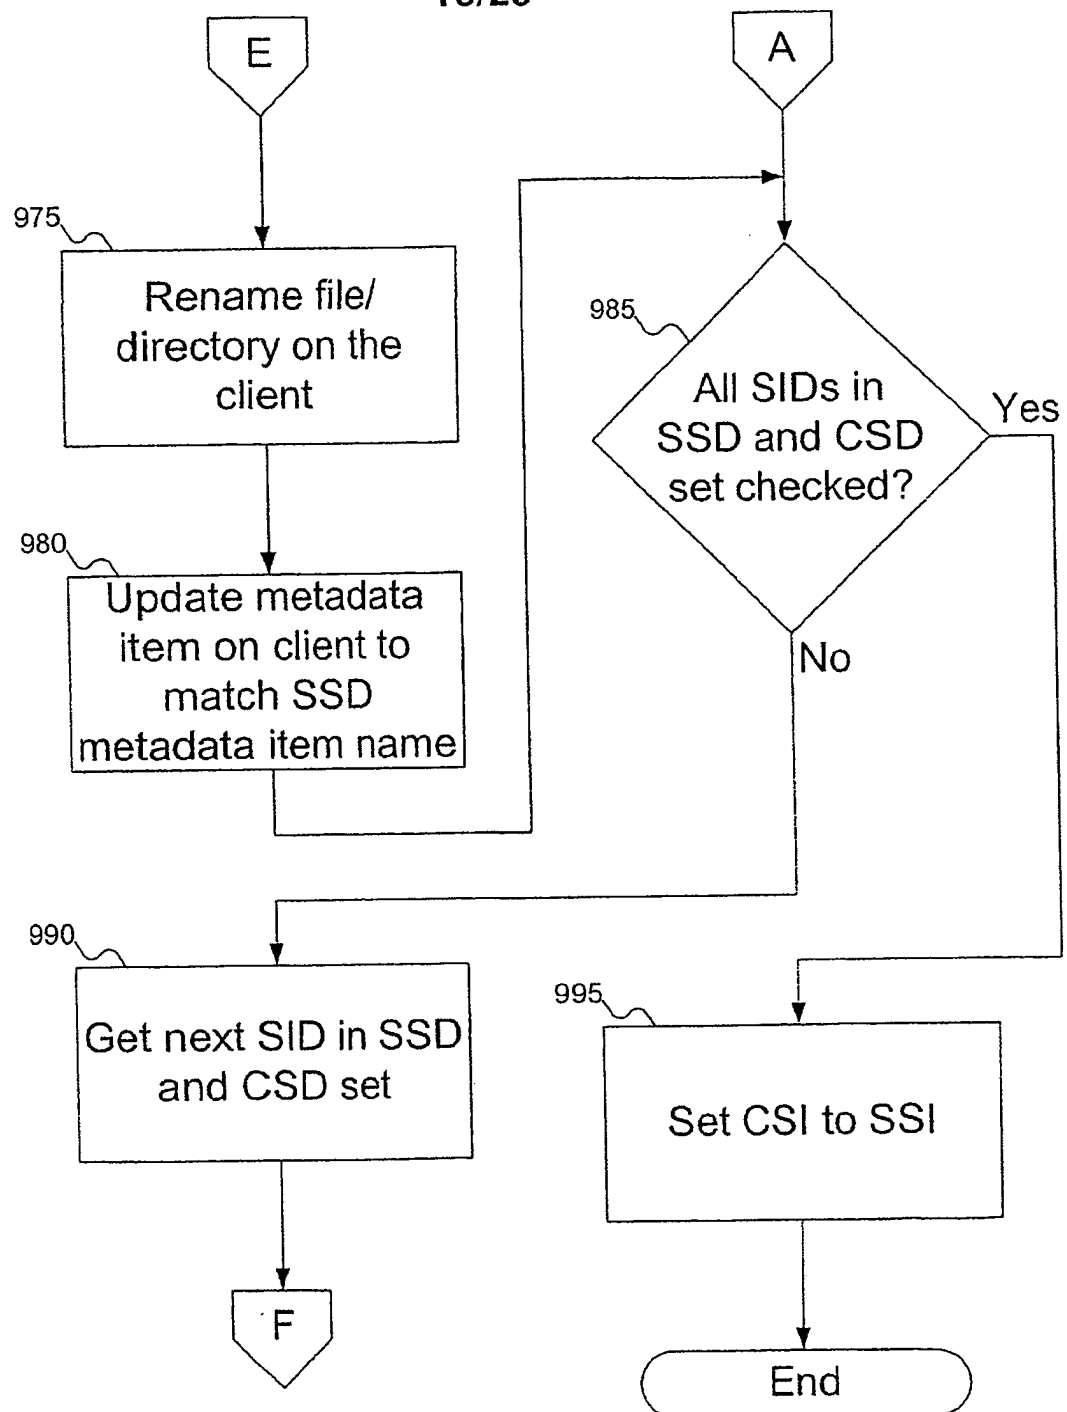 E
A
975
Rename file/
directory on the
client
985
All SIDs in
SSD and CSD
set checked?
Yes
No
980
Update metadata
item on client to
match SSD
metadata item name
990
Get next SID in SSD
and CSD set
995
Set CSI to SSI
F
End